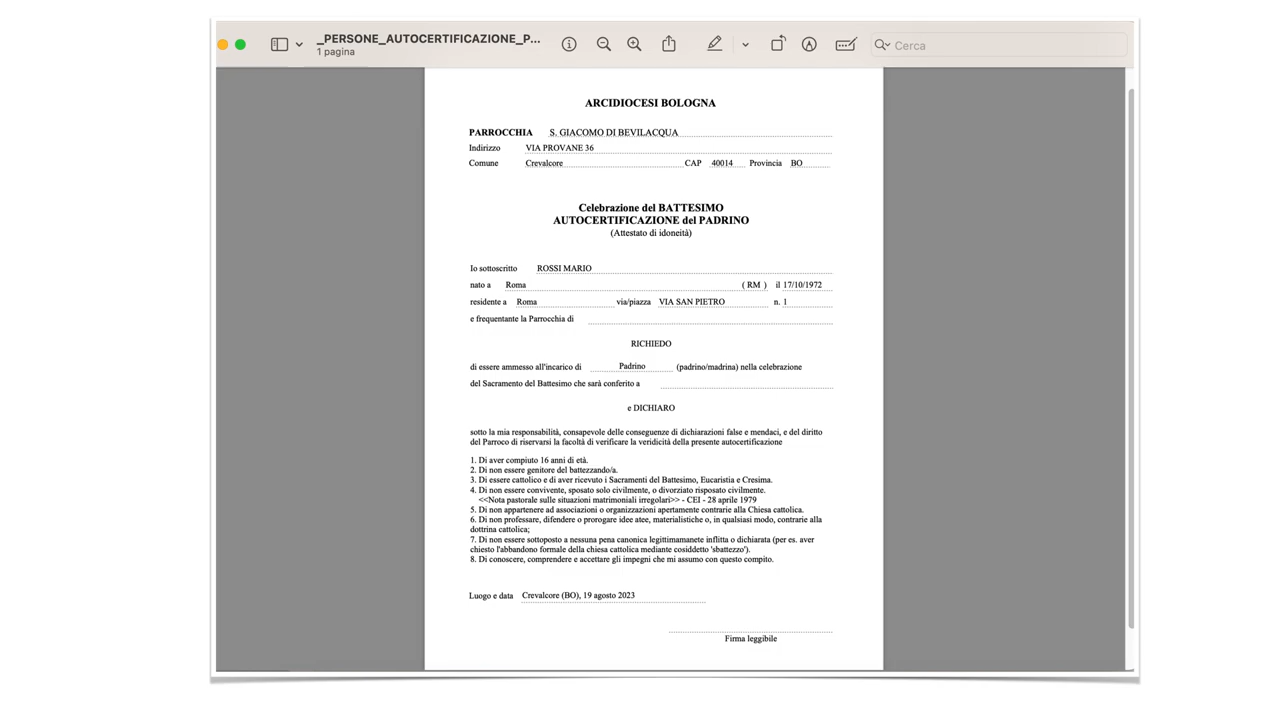 _PERSONE_AUTOCERTIFICAZIONE_P...
1 pagina
Cerca
ARCIDIOCESI BOLOGNA
PARROCCHIA S. GIACOMO DI BEVILACQUA
Indirizzo VIA PROVANE 36
Comune Crevalcore CAP 40014 Provincia BO
Celebrazione del BATTESIMO
AUTOCERTIFICAZIONE del PADRINO
(Attestato di idoneità)
Io sottoscritto ROSSI MARIO
nato a Roma ( RM ) il 17/10/1972
residente a Roma via/piazza VIA SAN PIETRO n. 1
e frequentante la Parrocchia di
RICHIEDO
di essere ammesso all'incarico di Padrino (padrino/madrina) nella celebrazione
del Sacramento del Battesimo che sarà conferito a
e DICHIARO
sotto la mia responsabilità, consapevole delle conseguenze di dichiarazioni false e mendaci, e del diritto
del Parroco di riservarsi la facoltà di verificare la veridicità della presente autocertificazione
1. Di aver compiuto 16 anni di età.
2. Di non essere genitore del battezzando/a.
3. Di essere cattolico e di aver ricevuto i Sacramenti del Battesimo, Eucaristia e Cresima.
4. Di non essere convivente, sposato solo civilmente, o divorziato risposato civilmente.
<<Nota pastorale sulle situazioni matrimoniali irregolari>> - CEI - 28 aprile 1979
5. Di non appartenere ad associazioni o organizzazioni apertamente contrarie alla Chiesa cattolica.
6. Di non professare, difendere o prorogare idee atee, materialistiche o, in qualsiasi modo, contrarie alla
dottrina cattolica;
7. Di non essere sottoposto a nessuna pena canonica legittimamanete inflitta o dichiarata (per es. aver
chiesto l'abbandono formale della chiesa cattolica mediante cosiddetto 'sbattezzo').
8. Di conoscere, comprendere e accettare gli impegni che mi assumo con questo compito.
Luogo e data Crevalcore (BO), 19 agosto 2023
Firma leggibile